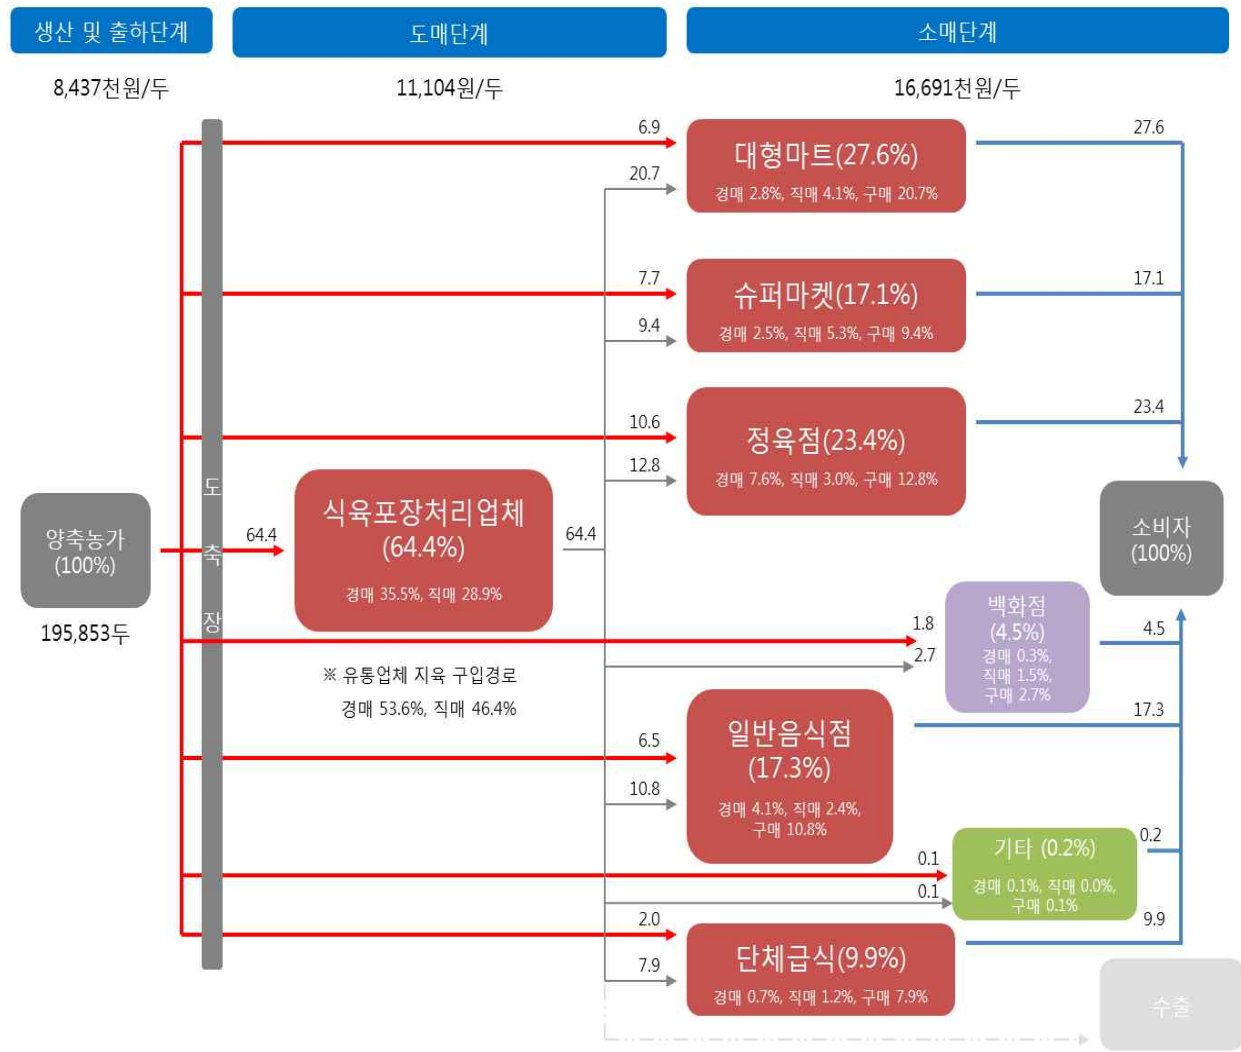 생산 및 출하단계
도매단계
소매단계
8,437천원/두
11,104원/두
16,691천원/두
6.9
20.7
대형마트(27.6%)
경매 2.8%, 직매 4.1%, 구매 20.7%
27.6
7.7
9.4
슈퍼마켓(17.1%)
경매 2.5%, 직매 5.3%, 구매 9.4%
17.1
10.6
12.8
정육점(23.4%)
경매 7.6%, 직매 3.0%, 구매 12.8%
23.4
도
축
장
양축농가
(100%)
195,853두
64.4
식육포장처리업체
(64.4%)
경매 35.5%, 직매 28.9%
64.4
※ 유통업체 지육 구입경로
경매 53.6%, 직매 46.4%
소비자
(100%)
1.8
2.7
백화점
(4.5%)
경매 0.3%,
직매 1.5%,
구매 2.7%
4.5
6.5
10.8
일반음식점
(17.3%)
경매 4.1%, 직매 2.4%,
구매 10.8%
17.3
0.1
0.1
기타 (0.2%)
경매 0.1%, 직매 0.0%,
구매 0.1%
0.2
2.0
7.9
단체급식(9.9%)
경매 0.7%, 직매 1.2%, 구매 7.9%
9.9
수출